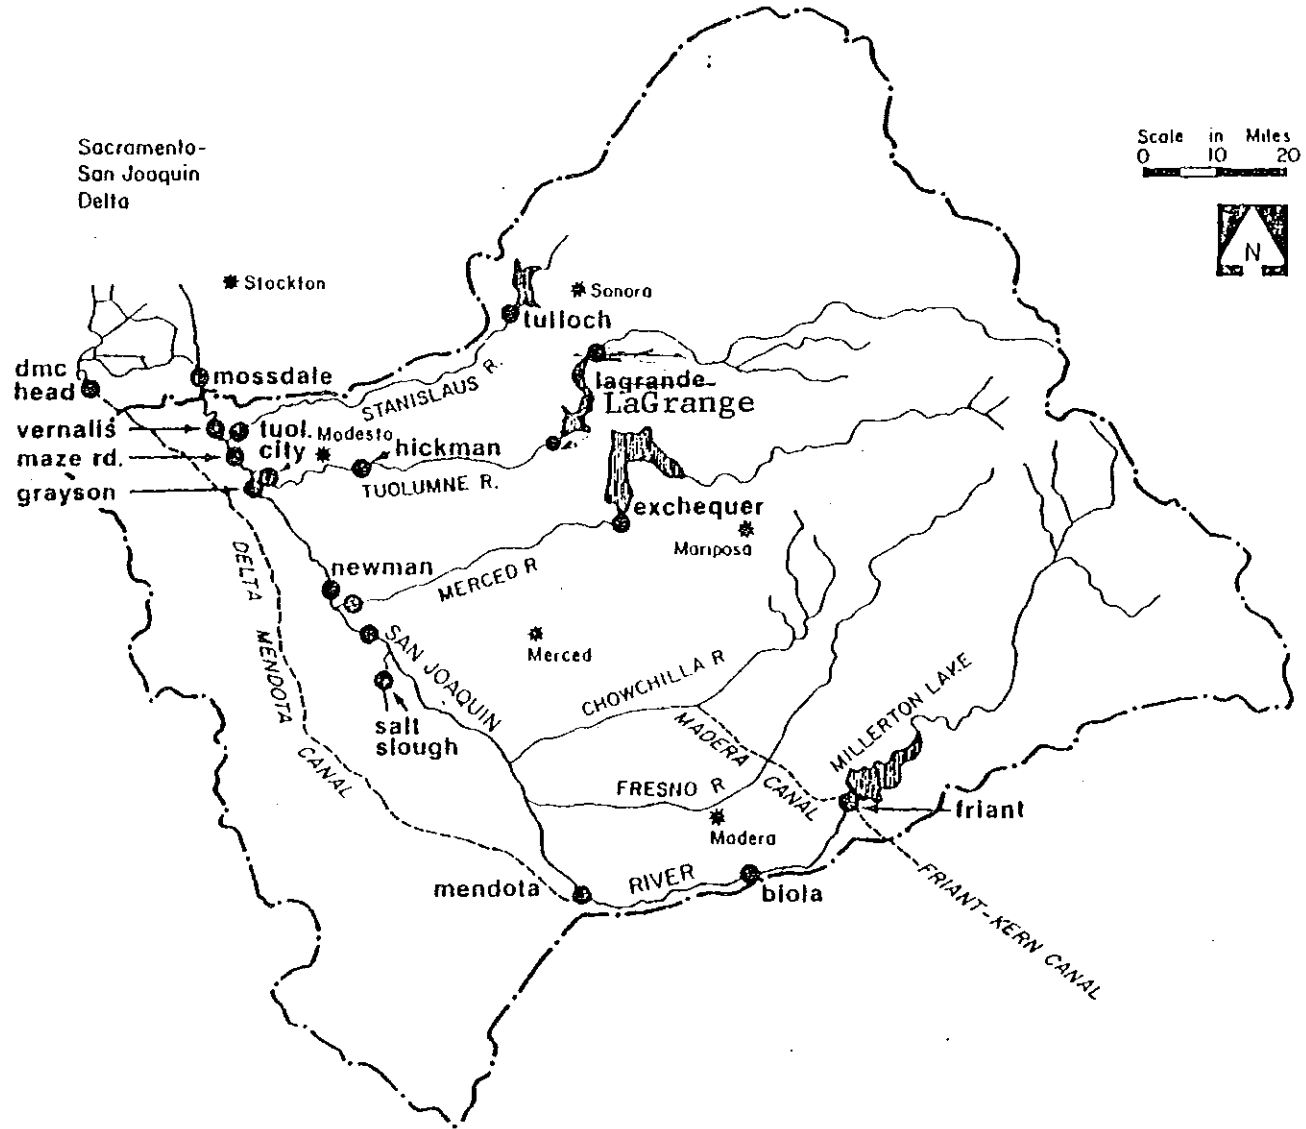 Sacramento-
San Joaquin
Delta
Scale in Miles
0 10 20
N
Stockton
Sonora
tulloch
dmc
head
mossdale
lagrande
LaGrange
STANISLAUS R.
vernalis
tuol.
city
Modesto
hickman
maze rd.
grayson
TUOLUMNE R.
exchequer
Mariposa
newman
MERCED R
DELTA MENDOTA CANAL
SAN JOAQUIN
Merced
CHOWCHILLA R
salt
slough
MADERA CANAL
MILLERTON LAKE
FRESNO R
Madera
friant
mendota
RIVER
biola
FRIANT-KERN CANAL